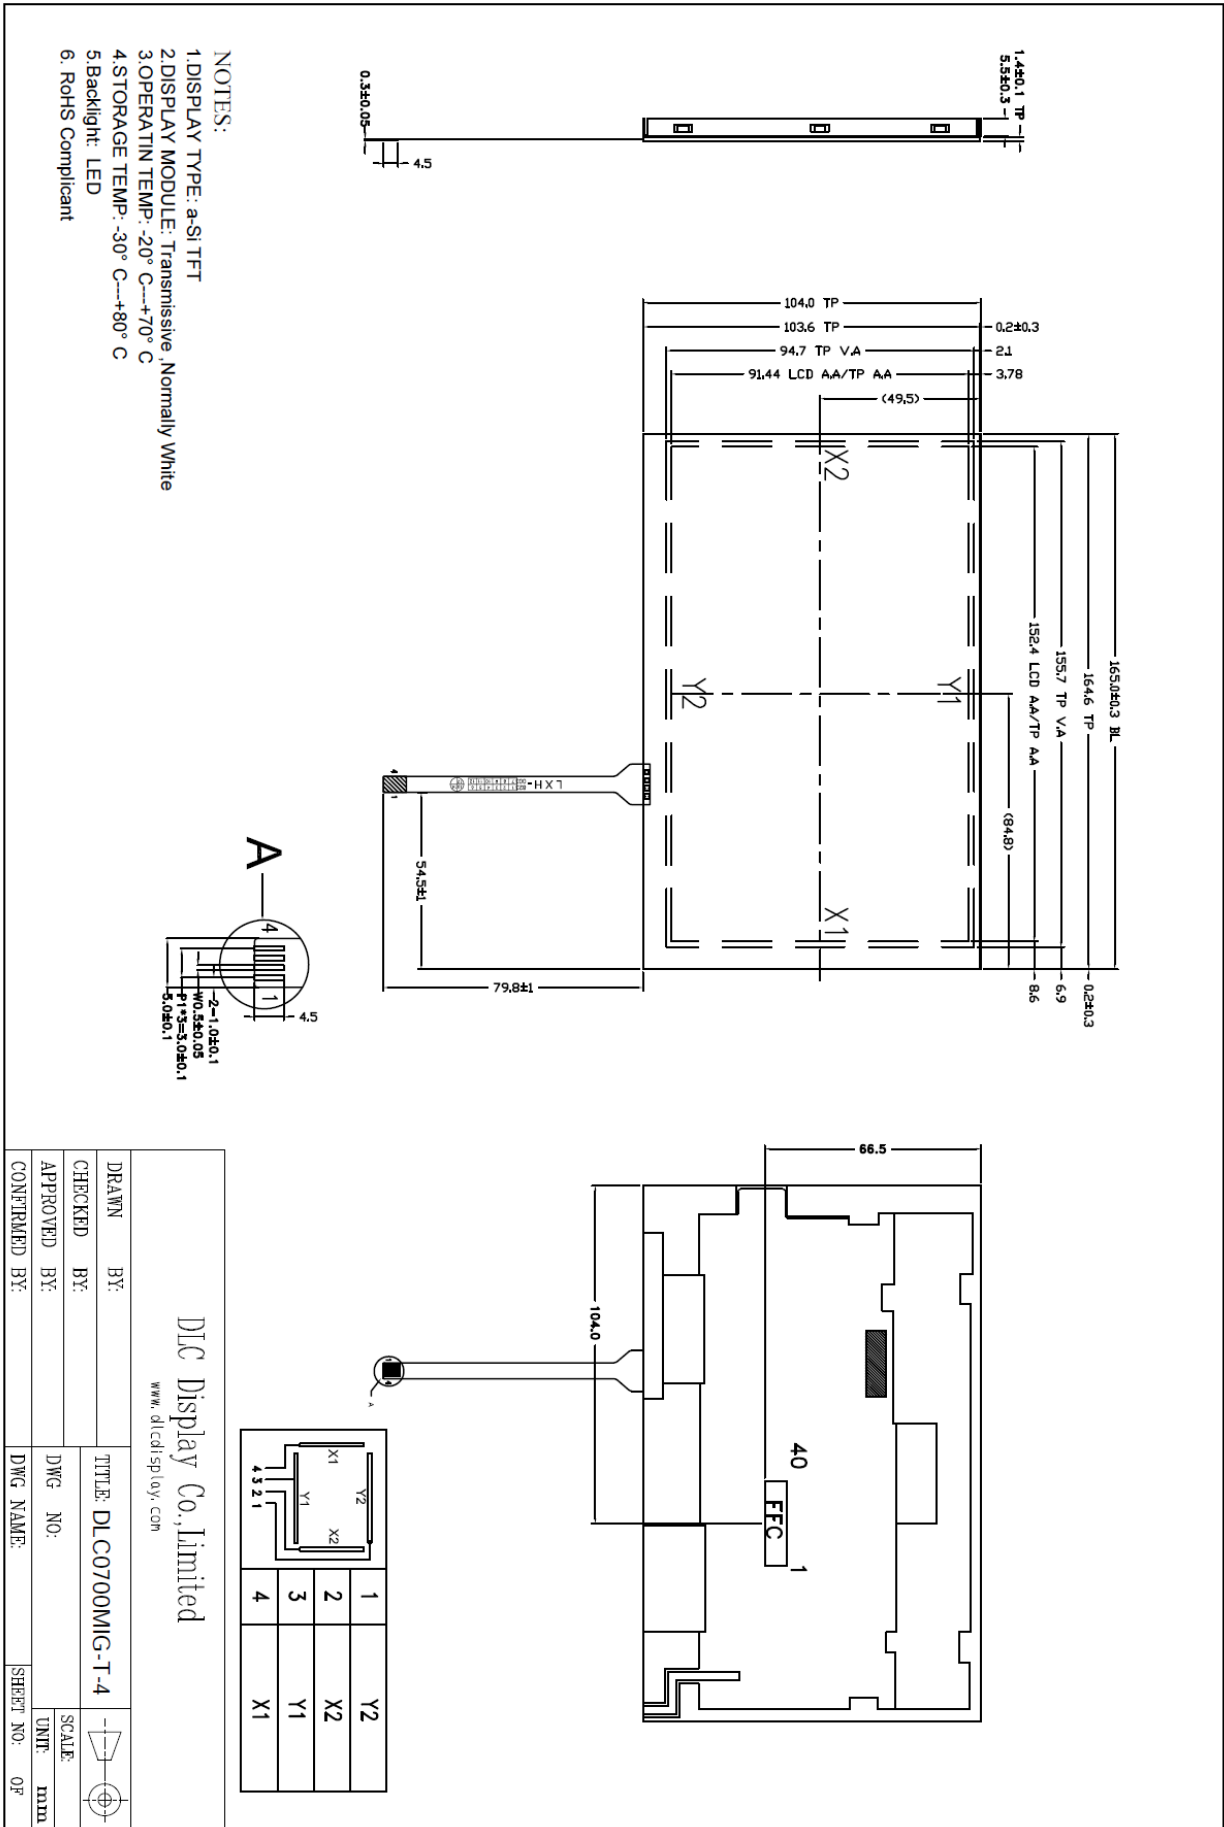 1.4±0.1 TP
5.5±0.3
0.3±0.05
4.5
104.0 TP
103.6 TP
0.2±0.3
94.7 TP V.A
2.1
91.44 LCD A.A/TP A.A
3.78
(49.5)
165.0±0.3 BL
164.6 TP
0.2±0.3
155.7 TP V.A
6.9
152.4 LCD A.A/TP A.A
8.6
(84.8)
X2
Y1
Y2
X1
LXH-
4
1
54.5±1
79.8±1
A
4
1
4.5
2-1.0±0.1
W0.5±0.05
P1*3=3.0±0.1
5.0±0.1
66.5
104.0
40
FFC
1
1
4
A
X1
Y2
Y1
X2
4 3 2 1
1 Y2
2 X2
3 Y1
4 X1
NOTES:
1.DISPLAY TYPE: a-Si TFT
2.DISPLAY MODULE: Transmissive ,Normally White
3.OPERATIN TEMP: -20° C---+70° C
4.STORAGE TEMP: -30° C---+80° C
5.Backlight: LED
6. RoHS Complicant
DLC Display Co.,Limited
www.dlcdisplay.com
DRAWN BY:
CHECKED BY:
APPROVED BY:
CONFIRMED BY:
TITLE: DLC0700MIG-T-4
DWG NO:
DWG NAME:
SCALE:
UNIT: mm
SHEET NO: OF